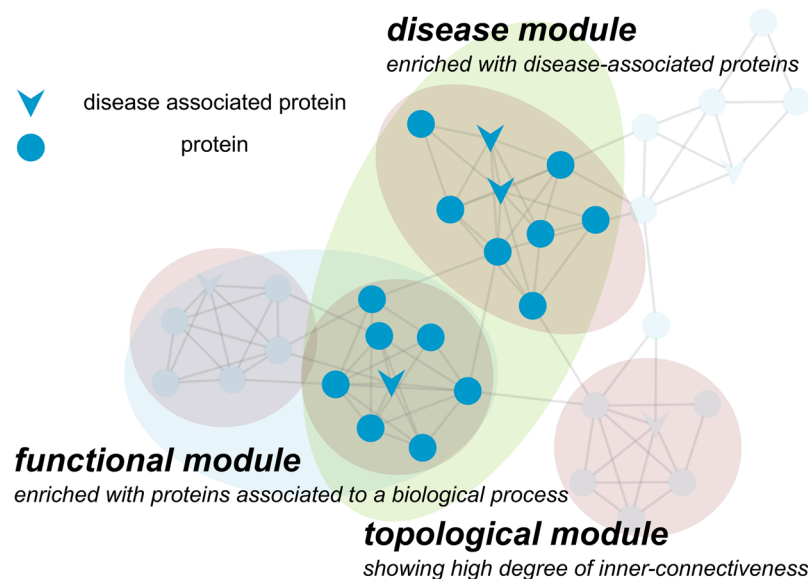 disease module
enriched with disease-associated proteins
disease associated protein
protein
functional module
enriched with proteins associated to a biological process
topological module
showing high degree of inner-connectiveness